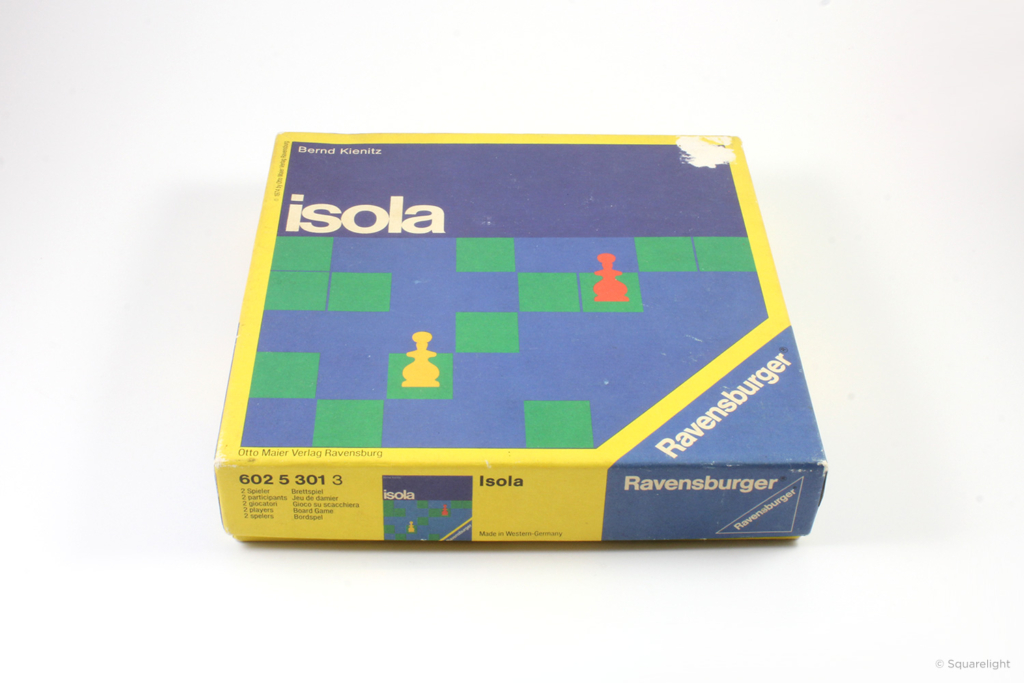 Bernd Kienitz
isola
Ravensburger
Otto Maier Verlag Ravensburg
602 5 301 3
2 Spieler Brettspiel
2 participants Jeu de damier
2 giocatori Gioco su scacchiera
2 players Board Game
2 spelers Bordspel
isola
Isola
Made in Western-Germany
Ravensburger
Ravensburger
© Squarelight